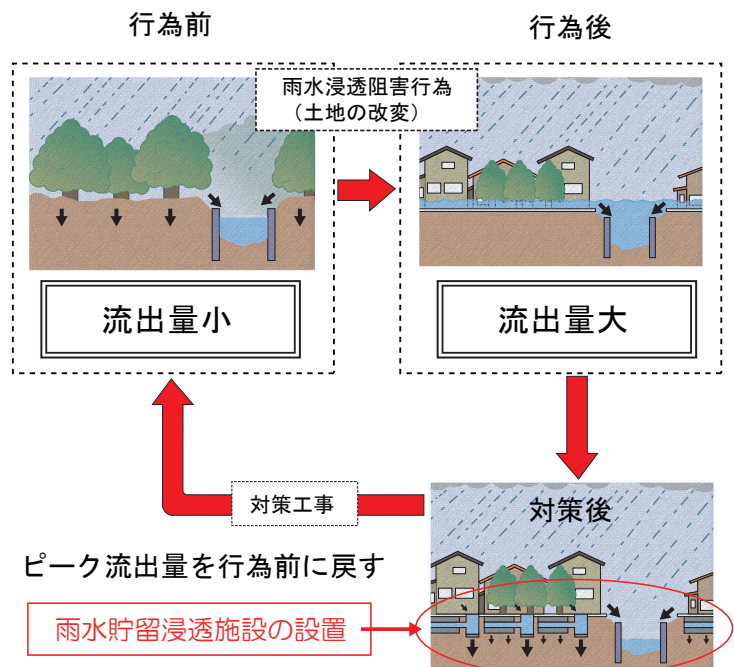 行為前
行為後
雨水浸透阻害行為
（土地の改変）
流出量小
流出量大
対策工事
対策後
ピーク流出量を行為前に戻す
雨水貯留浸透施設の設置